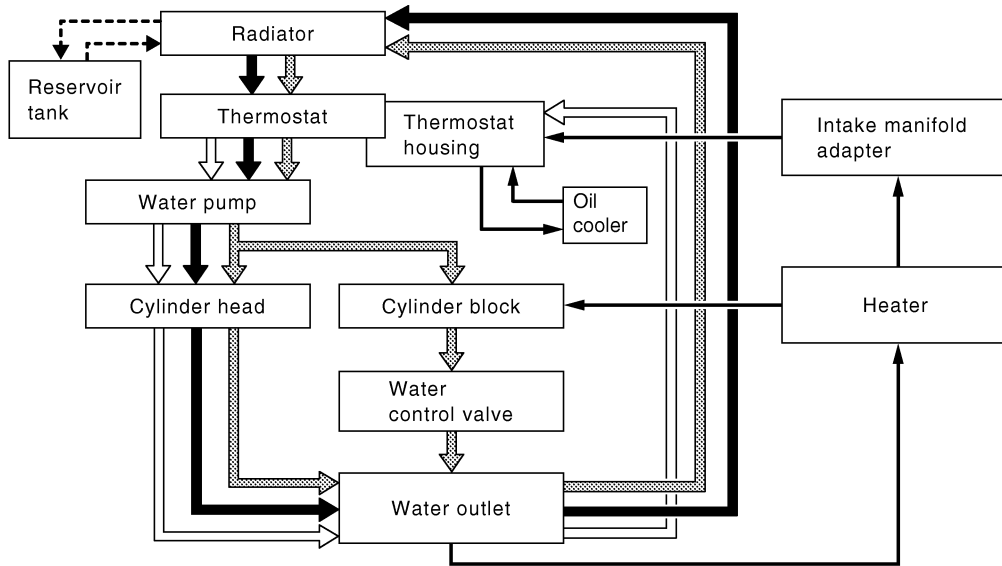 Radiator
Reservoir
tank
Thermostat
Thermostat
housing
Intake manifold
adapter
Water pump
Oil
cooler
Cylinder head
Cylinder block
Heater
Water
control valve
Water outlet